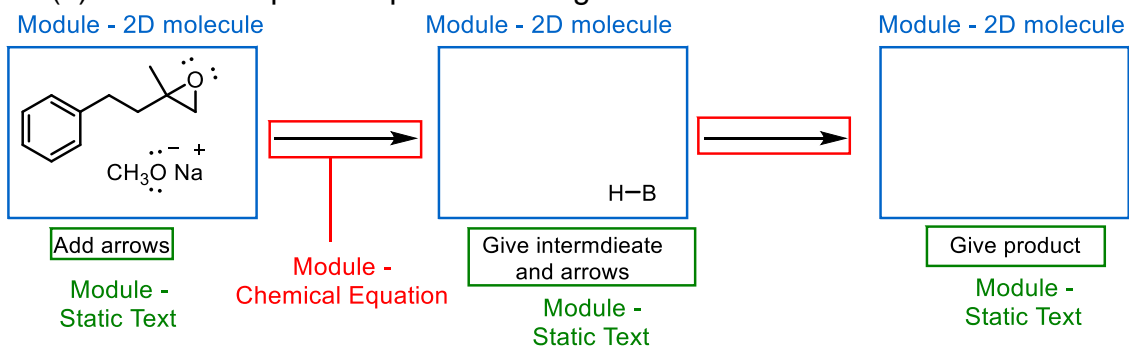 Module - 2D molecule
Module - 2D molecule
Module - 2D molecule
O
CH3O Na
− +
H–B
Add arrows
Give intermdieate
and arrows
Give product
Module -
Static Text
Module -
Chemical Equation
Module -
Static Text
Module -
Static Text